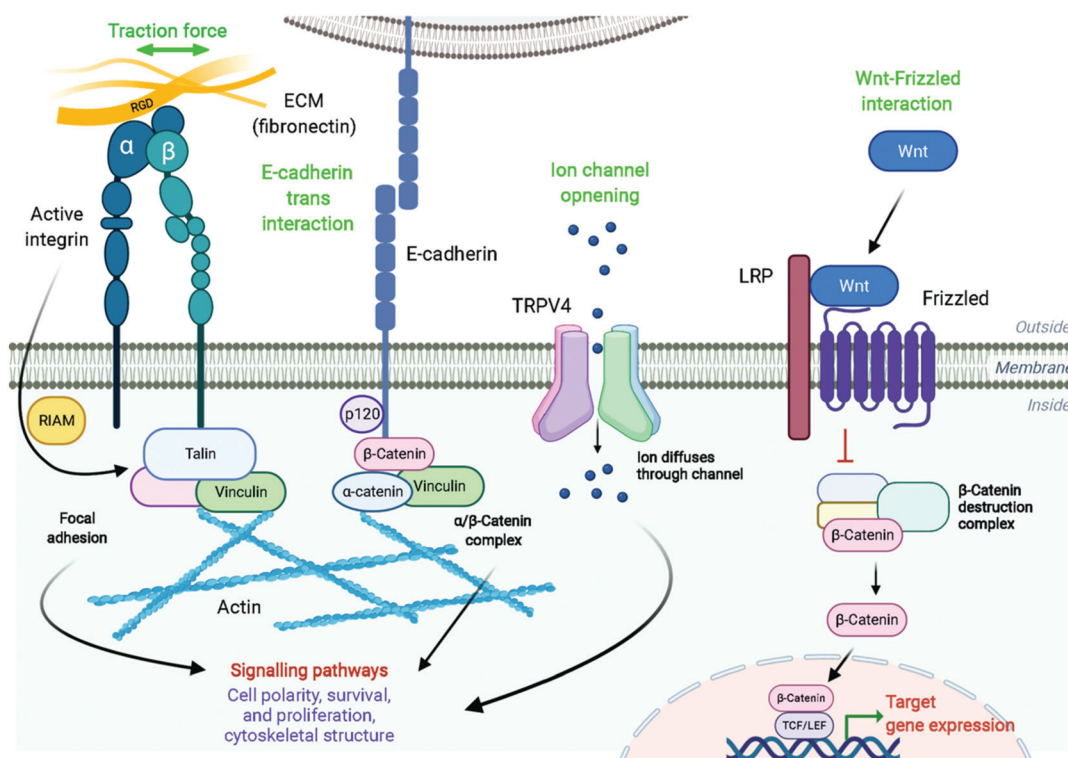 Traction force
RGD
ECM
(fibronectin)
α
β
Active
integrin
E-cadherin
trans
interaction
E-cadherin
Ion channel
opnening
TRPV4
Wnt-Frizzled
interaction
Wnt
LRP
Wnt
Frizzled
Outside
Membrane
Inside
RIAM
Talin
Vinculin
Focal
adhesion
p120
β-Catenin
α-catenin
Vinculin
α/β-Catenin
complex
Actin
Ion diffuses
through channel
β-Catenin
destruction
complex
β-Catenin
β-Catenin
Signalling pathways
Cell polarity, survival,
and proliferation,
cytoskeletal structure
β-Catenin
TCF/LEF
Target
gene expression